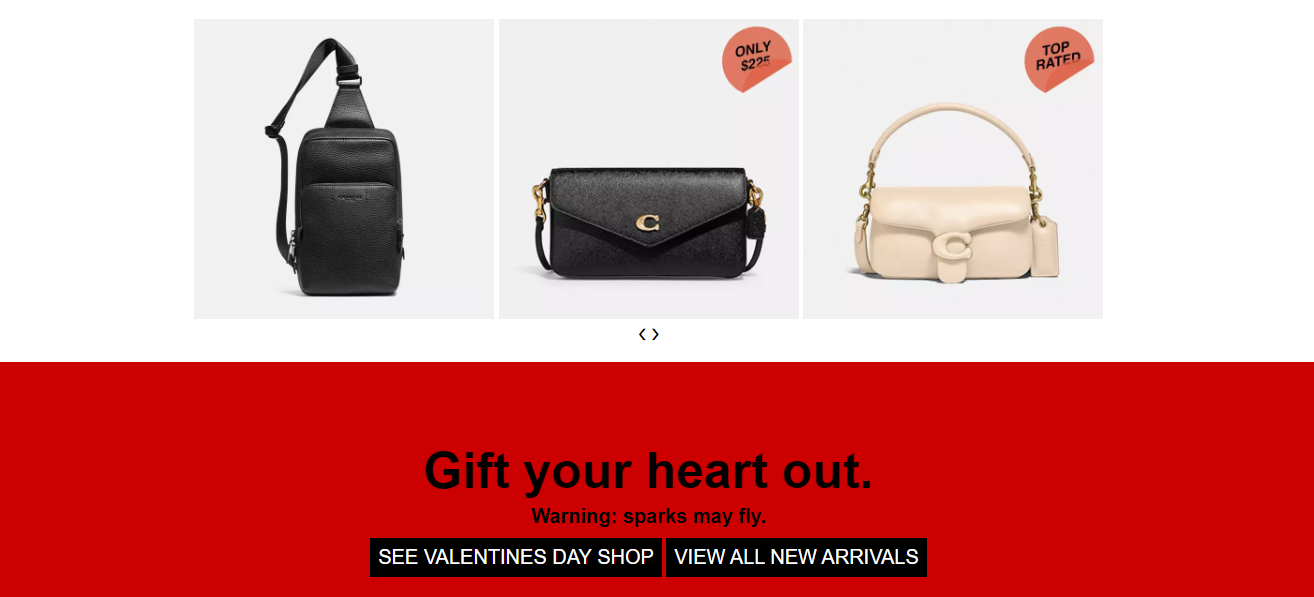 ONLY
$225
TOP
RATED
Gift your heart out.
Warning: sparks may fly.
SEE VALENTINES DAY SHOP VIEW ALL NEW ARRIVALS